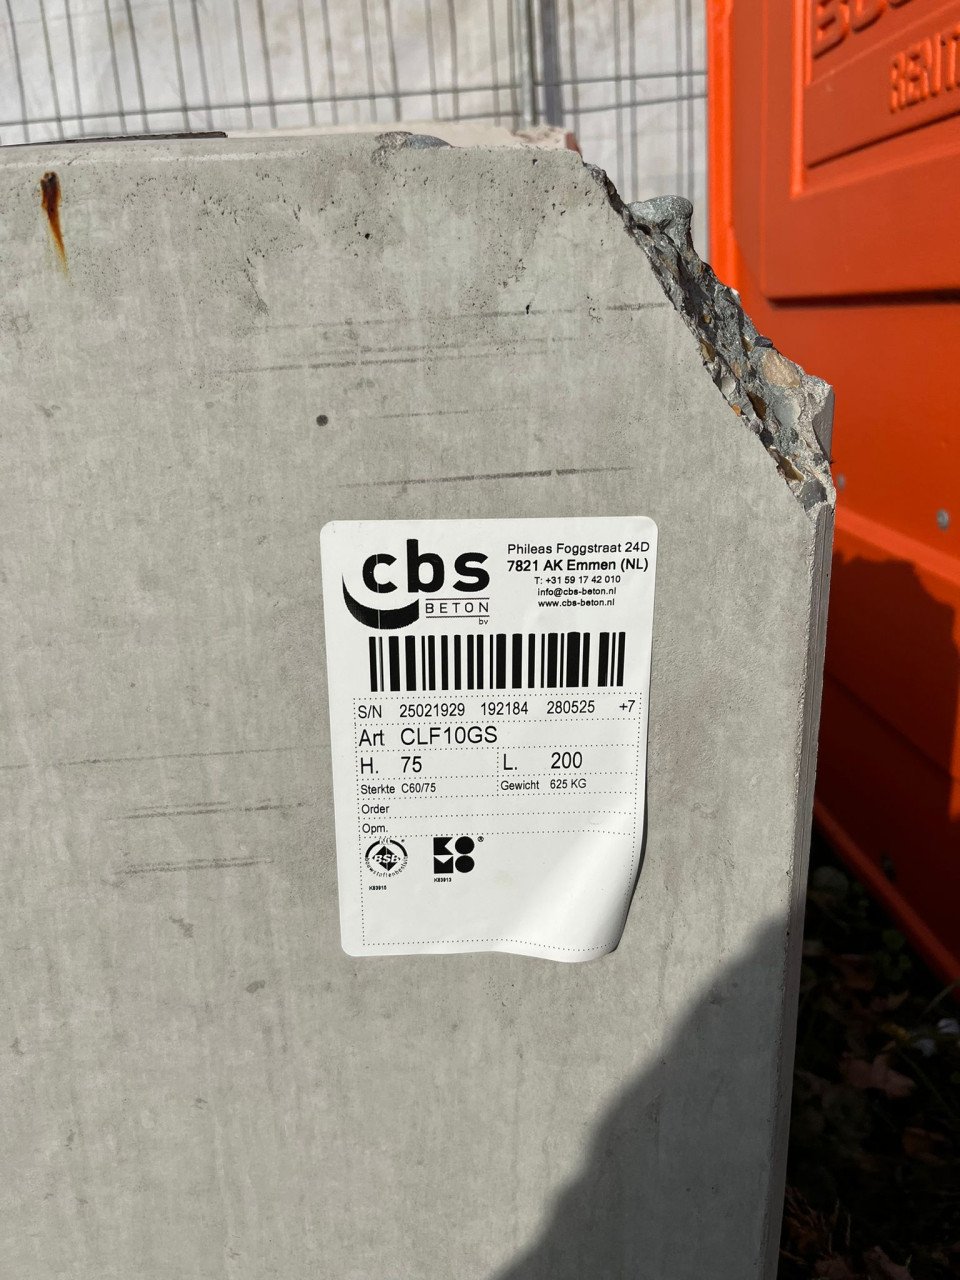 RENT
cbs
BETON
bv
Phileas Foggstraat 24D
7821 AK Emmen (NL)
T: +31 59 17 42 010
info@cbs-beton.nl
www.cbs-beton.nl
S/N 25021929 192184 280525 +7
Art CLF10GS
H. 75 L. 200
Sterkte C60/75 Gewicht 625 KG
Order
Opm.
BSB
KOMO®